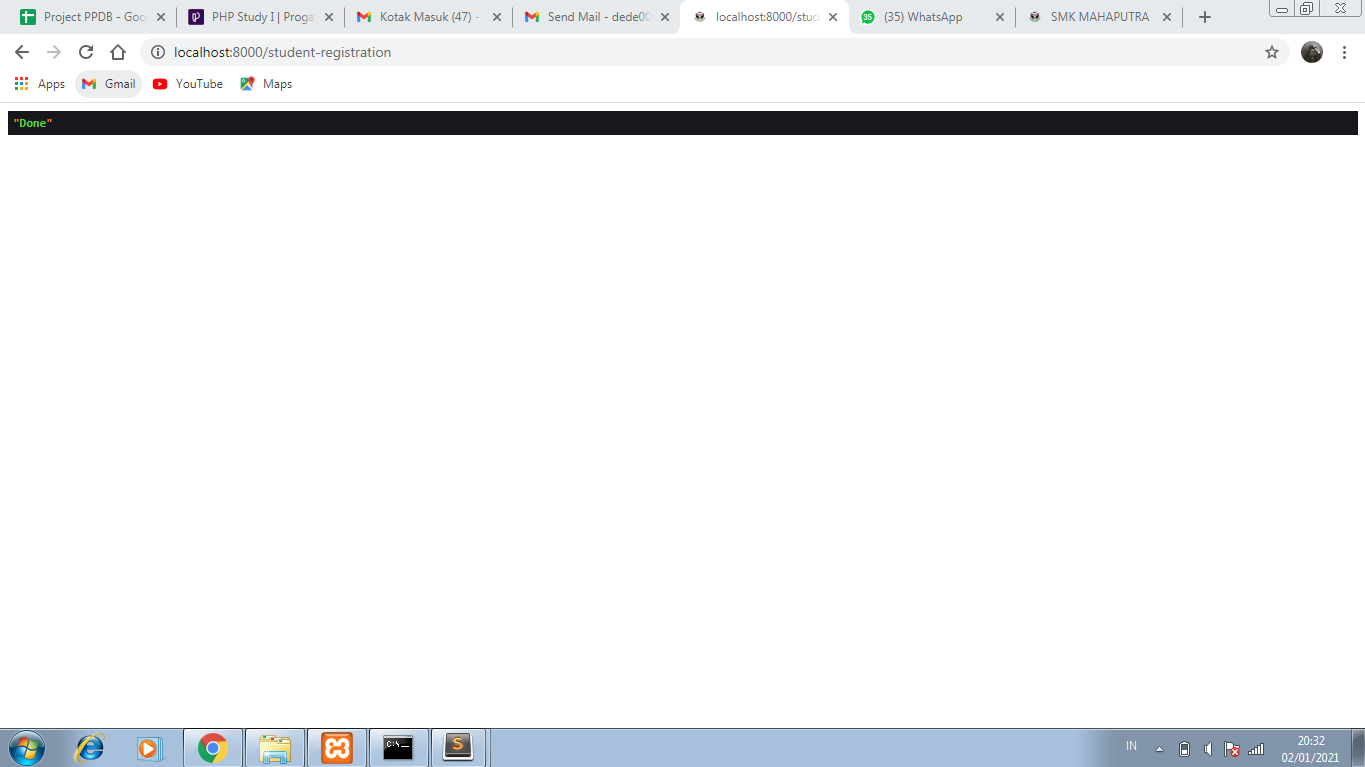 Project PPDB - Goo
PHP Study I | Proga
Kotak Masuk (47) -
Send Mail - dede00
localhost:8000/stud
35
(35) WhatsApp
SMK MAHAPUTRA
localhost:8000/student-registration
Apps
Gmail
YouTube
Maps
"Done"
C:\
S
IN
20:32
02/01/2021